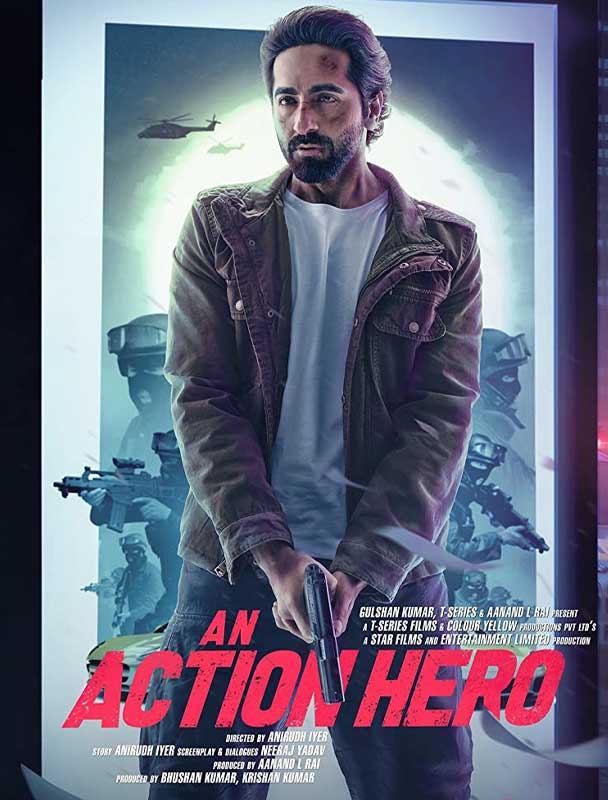 GULSHAN KUMAR, T-SERIES & AANAND L RAI PRESENT
A T-SERIES FILMS & COLOUR YELLOW PRODUCTIONS PVT LTD'S
A STAR FILMS AND ENTERTAINMENT LIMITED PRODUCTION
AN
ACTION HERO
DIRECTED BY ANIRUDH IYER
STORY ANIRUDH IYER SCREENPLAY & DIALOGUES NEERAJ YADAV
PRODUCED BY AANAND L RAI
PRODUCED BY BHUSHAN KUMAR, KRISHAN KUMAR